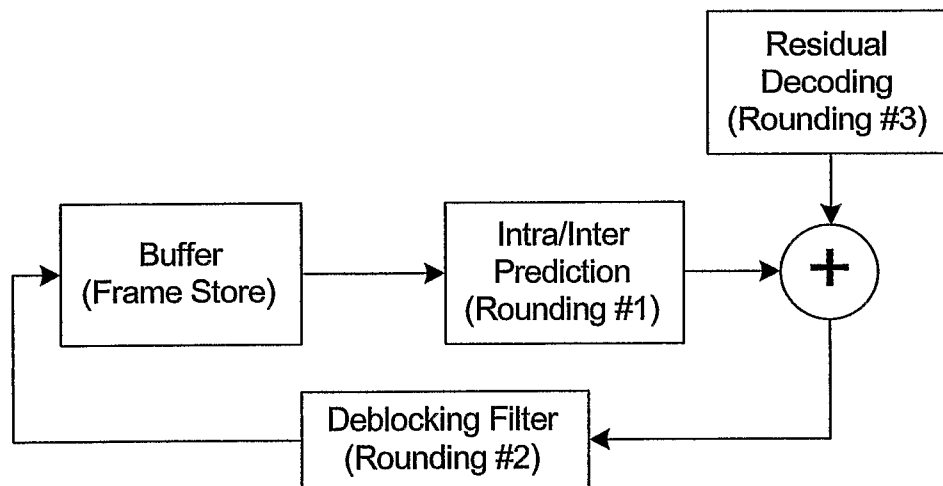 Residual
Decoding
(Rounding #3)
Buffer
(Frame Store)
Intra/Inter
Prediction
(Rounding #1)
+
Deblocking Filter
(Rounding #2)